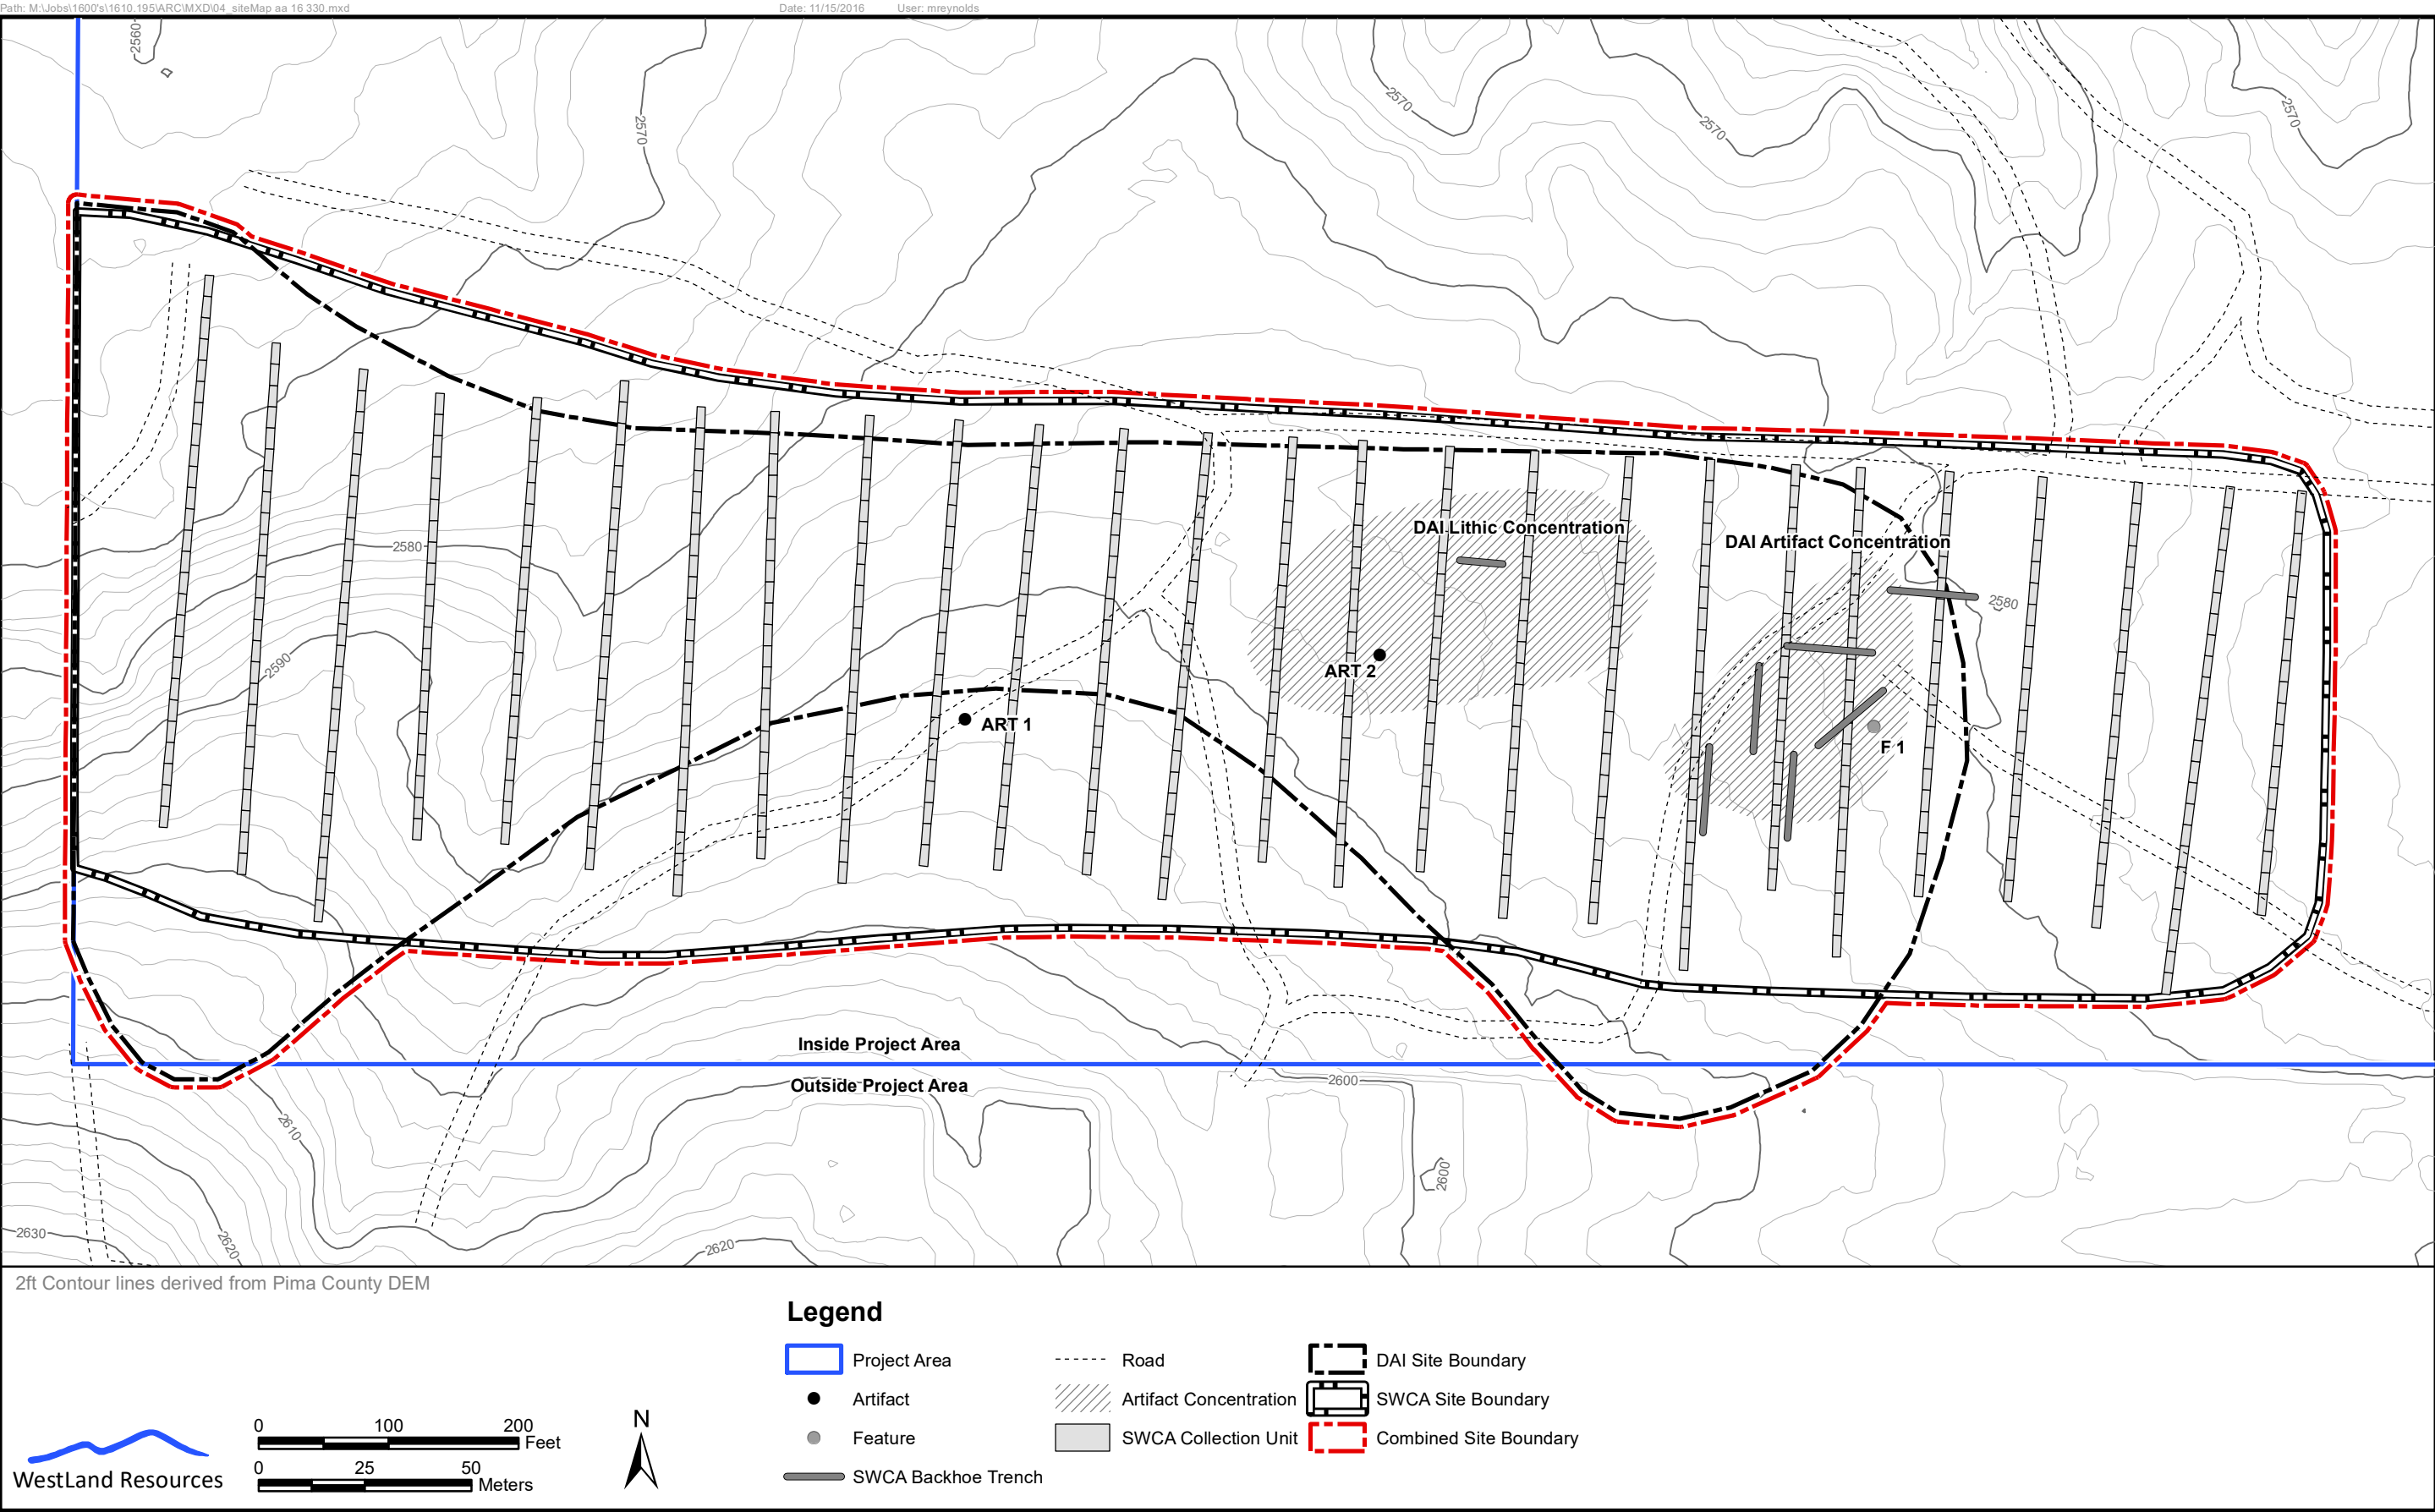 Path: M:\Jobs\1600's\1610.195\ARC\MXD\04_siteMap aa 16 330.mxd Date: 11/15/2016 User: mreynolds
2560
2570
2570
2570
2570
DAI Lithic Concentration
DAI Artifact Concentration
2580
2580
2590
ART 2
ART 1
F 1
Inside Project Area
Outside Project Area
2600
2610
2600
2630
2620
2620
2ft Contour lines derived from Pima County DEM
Legend
Project Area
Road
DAI Site Boundary
Artifact
Artifact Concentration
SWCA Site Boundary
Feature
SWCA Collection Unit
Combined Site Boundary
SWCA Backhoe Trench
WestLand Resources
0 100 200
Feet
0 25 50
Meters
N